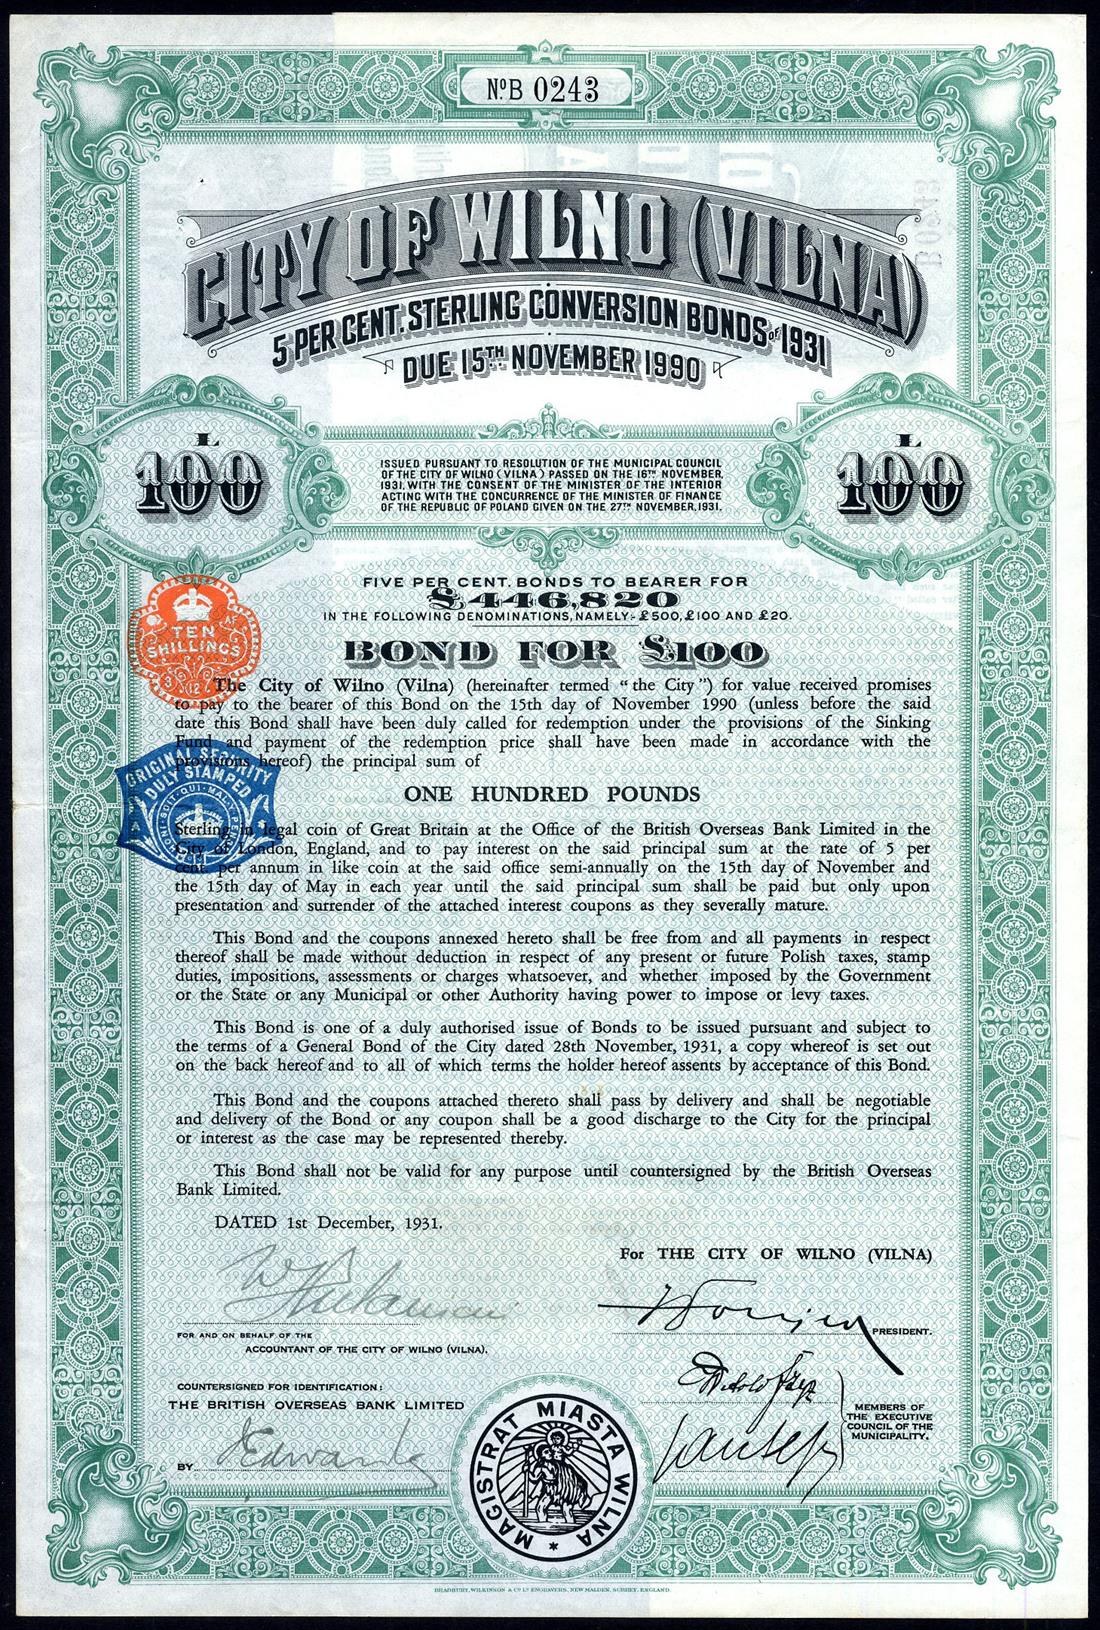 No B 0243
CITY OF WILNO (VILNA)
5 PER CENT. STERLING CONVERSION BONDS of 1931
DUE 15TH NOVEMBER 1990
L
100
L
100
ISSUED PURSUANT TO RESOLUTION OF THE MUNICIPAL COUNCIL
OF THE CITY OF WILNO (VILNA) PASSED ON THE 16TH NOVEMBER,
1931, WITH THE CONSENT OF THE MINISTER OF THE INTERIOR
ACTING WITH THE CONCURRENCE OF THE MINISTER OF FINANCE
OF THE REPUBLIC OF POLAND GIVEN ON THE 27TH NOVEMBER, 1931.
FIVE PER CENT. BONDS TO BEARER FOR
£446,820
IN THE FOLLOWING DENOMINATIONS, NAMELY:- £500, £100 AND £20.
BOND FOR £100
TEN
SHILLINGS
The City of Wilno (Vilna) (hereinafter termed "the City") for value received promises
to pay to the bearer of this Bond on the 15th day of November 1990 (unless before the said
date this Bond shall have been duly called for redemption under the provisions of the Sinking
Fund and payment of the redemption price shall have been made in accordance with the
provisions hereof) the principal sum of
ORIGINAL SECURITY
DULY STAMPED
ONE HUNDRED POUNDS
Sterling in legal coin of Great Britain at the Office of the British Overseas Bank Limited in the
City of London, England, and to pay interest on the said principal sum at the rate of 5 per
cent. per annum in like coin at the said office semi-annually on the 15th day of November and
the 15th day of May in each year until the said principal sum shall be paid but only upon
presentation and surrender of the attached interest coupons as they severally mature.
This Bond and the coupons annexed hereto shall be free from and all payments in respect
thereof shall be made without deduction in respect of any present or future Polish taxes, stamp
duties, impositions, assessments or charges whatsoever, and whether imposed by the Government
or the State or any Municipal or other Authority having power to impose or levy taxes.
This Bond is one of a duly authorised issue of Bonds to be issued pursuant and subject to
the terms of a General Bond of the City dated 28th November, 1931, a copy whereof is set out
on the back hereof and to all of which terms the holder hereof assents by acceptance of this Bond.
This Bond and the coupons attached thereto shall pass by delivery and shall be negotiable
and delivery of the Bond or any coupon shall be a good discharge to the City for the principal
or interest as the case may be represented thereby.
This Bond shall not be valid for any purpose until countersigned by the British Overseas
Bank Limited.
DATED 1st December, 1931.
For THE CITY OF WILNO (VILNA)
PRESIDENT.
FOR AND ON BEHALF OF THE
ACCOUNTANT OF THE CITY OF WILNO (VILNA).
COUNTERSIGNED FOR IDENTIFICATION:
THE BRITISH OVERSEAS BANK LIMITED
BY
MEMBERS OF
THE EXECUTIVE
COUNCIL OF THE
MUNICIPALITY.
MAGISTRAT MIASTA WILNA
BRADBURY, WILKINSON & Co Ld ENGRAVERS, NEW MALDEN, SURREY, ENGLAND.